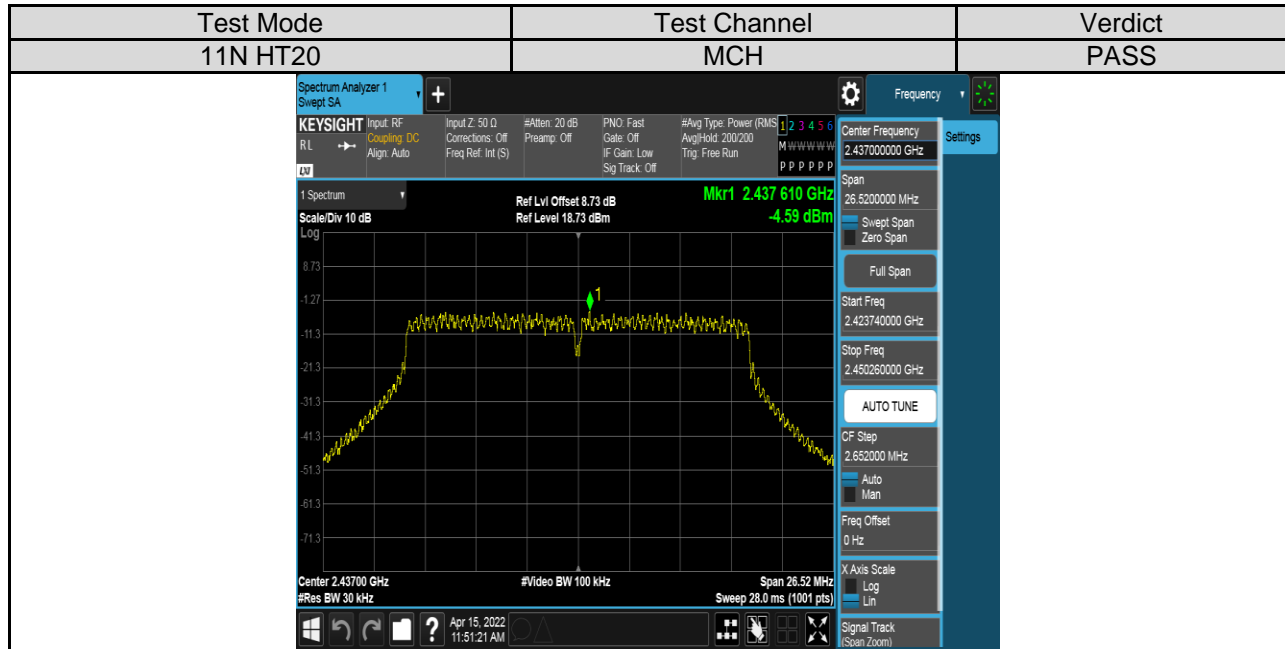 Test Mode Test Channel Verdict
11N HT20 MCH PASS
Spectrum Analyzer 1
Swept SA
+
Frequency
KEYSIGHT Input: RF Input Z: 50 Ω #Atten: 20 dB PNO: Fast #Avg Type: Power (RMS 1 2 3 4 5 6
RL Coupling: DC Corrections: Off Preamp: Off Gate: Off Avg|Hold: 200/200 M W W W W W
Align: Auto Freq Ref: Int (S) IF Gain: Low Trig: Free Run
LXI Sig Track: Off P P P P P P
Center Frequency
2.437000000 GHz
Settings
Span
26.5200000 MHz
Swept Span
Zero Span
Full Span
Start Freq
2.423740000 GHz
Stop Freq
2.450260000 GHz
AUTO TUNE
CF Step
2.652000 MHz
Auto
Man
Freq Offset
0 Hz
X Axis Scale
Log
Lin
Signal Track
(Span Zoom)
1 Spectrum Ref Lvl Offset 8.73 dB Mkr1 2.437 610 GHz
Scale/Div 10 dB Ref Level 18.73 dBm -4.59 dBm
Log
8.73
1
-1.27
-11.3
-21.3
-31.3
-41.3
-51.3
-61.3
-71.3
Center 2.43700 GHz #Video BW 100 kHz Span 26.52 MHz
#Res BW 30 kHz Sweep 28.0 ms (1001 pts)
? Apr 15, 2022
11:51:21 AM